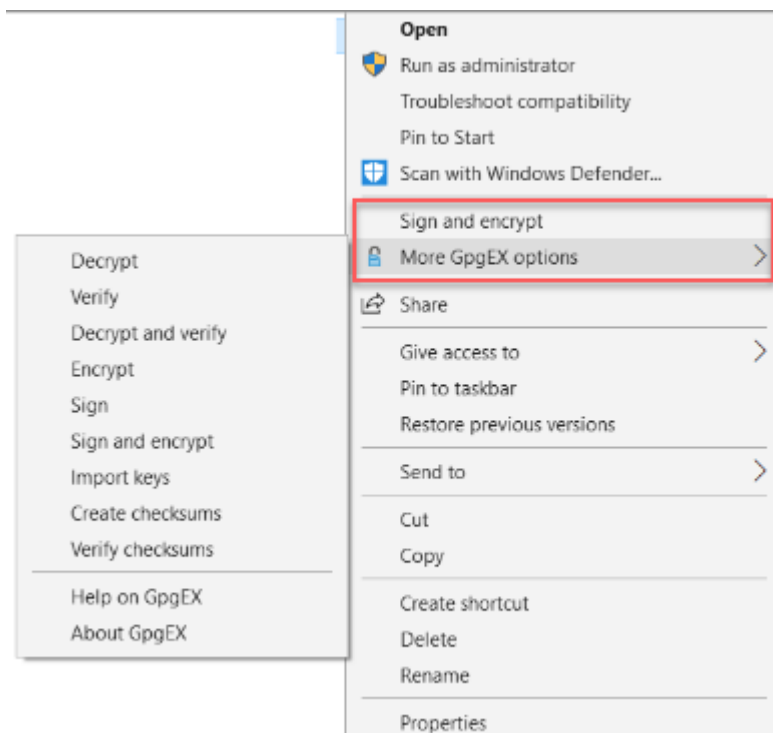 Open
Run as administrator
Troubleshoot compatibility
Pin to Start
Scan with Windows Defender...
Sign and encrypt
More GpgEX options
Share
Give access to
Pin to taskbar
Restore previous versions
Send to
Cut
Copy
Create shortcut
Delete
Rename
Properties
Decrypt
Verify
Decrypt and verify
Encrypt
Sign
Sign and encrypt
Import keys
Create checksums
Verify checksums
Help on GpgEX
About GpgEX